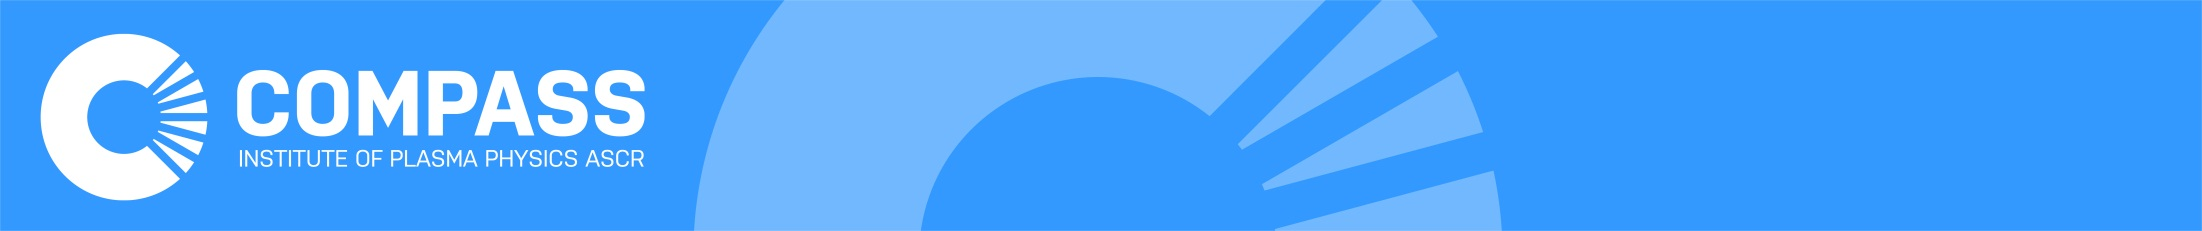 COMPASS
INSTITUTE OF PLASMA PHYSICS ASCR